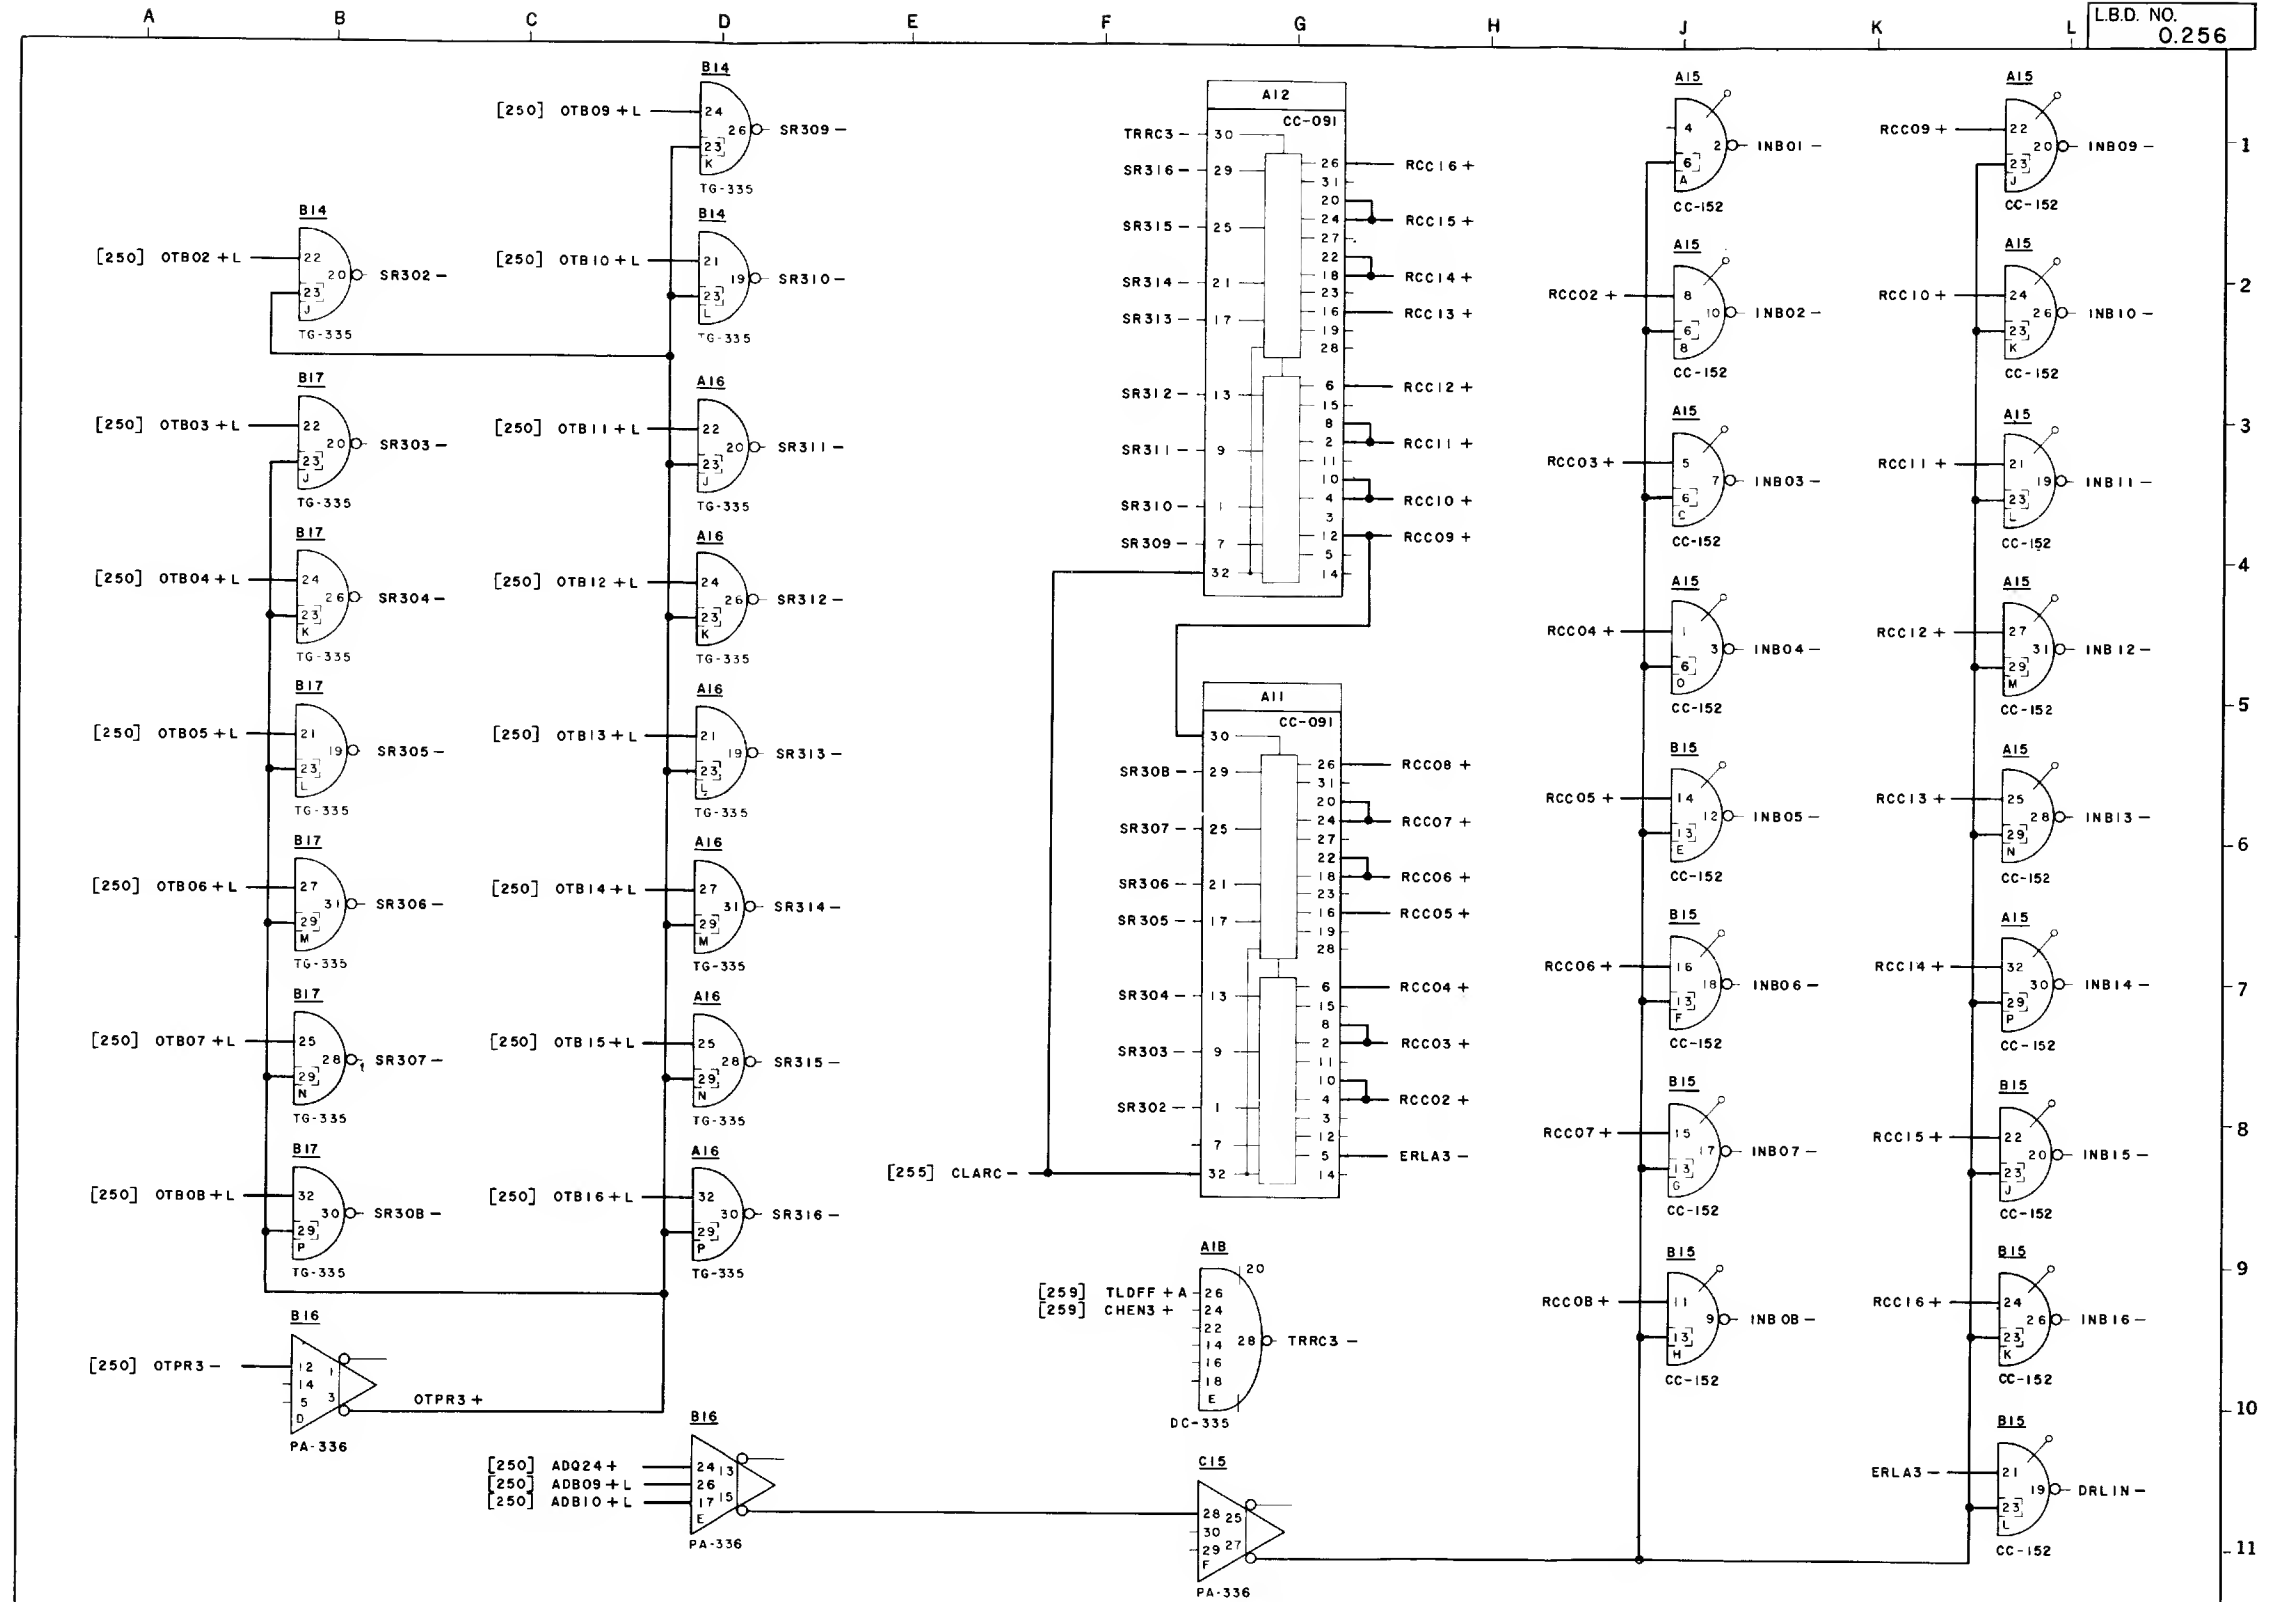 A B C D E F G H J K L
L.B.D. NO.
0.256
1
2
3
4
5
6
7
8
9
10
11
B14
[250] OTB02 +L 22
20 SR302 -
23
J
TG-335
B17
[250] OTB03 +L 22
20 SR303 -
23
J
TG-335
B17
[250] OTB04 +L 24
26 SR304 -
23
K
TG-335
B17
[250] OTB05 +L 21
19 SR305 -
23
L
TG-335
B17
[250] OTB06 +L 27
31 SR306 -
29
M
TG-335
B17
[250] OTB07 +L 25
28 SR307 -
29
N
TG-335
B17
[250] OTB08 +L 32
30 SR308 -
29
P
TG-335
B16
[250] OTPR3 - 12 1
14
5 3
D
OTPR3 +
PA-336
B14
[250] OTB09 +L 24
26 SR309 -
23
K
TG-335
B14
[250] OTB10 +L 21
19 SR310 -
23
L
TG-335
A16
[250] OTB11 +L 22
20 SR311 -
23
J
TG-335
A16
[250] OTB12 +L 24
26 SR312 -
23
K
TG-335
A16
[250] OTB13 +L 21
19 SR313 -
23
L
TG-335
A16
[250] OTB14 +L 27
31 SR314 -
29
M
TG-335
A16
[250] OTB15 +L 25
28 SR315 -
29
N
TG-335
A16
[250] OTB16 +L 32
30 SR316 -
29
P
TG-335
B16
[250] ADQ24 + 24 13
[250] ADB09 +L 26
[250] ADB10 +L 17 15
E
PA-336
A12
CC-091
TRRC3 - 30
26 RCC16 +
SR316 - 29
31
20
24 RCC15 +
SR315 - 25
27
22
18 RCC14 +
SR314 - 21
23
16 RCC13 +
SR313 - 17
19
28
6 RCC12 +
SR312 - 13
15
8
2 RCC11 +
SR311 - 9
11
10
4 RCC10 +
SR310 - 1
3
12 RCC09 +
SR309 - 7
5
32 14
A11
CC-091
30
26 RCC08 +
SR308 - 29
31
20
24 RCC07 +
SR307 - 25
27
22
18 RCC06 +
SR306 - 21
23
16 RCC05 +
SR305 - 17
19
28
6 RCC04 +
SR304 - 13
15
8
2 RCC03 +
SR303 - 9
11
10
4 RCC02 +
SR302 - 1
3
12
7
5 ERLA3 -
[255] CLARC - 32 14
A18
20
[259] TLDFF +A 26
[259] CHEN3 + 24
22
14 28 TRRC3 -
16
18
E
DC-335
C15
28 25
30
29 27
F
PA-336
A15
4
2 INB01 -
6
A
CC-152
A15
RCC02 + 8
10 INB02 -
6
B
CC-152
A15
RCC03 + 5
7 INB03 -
6
C
CC-152
A15
RCC04 + 1
3 INB04 -
6
D
CC-152
B15
RCC05 + 14
12 INB05 -
13
E
CC-152
B15
RCC06 + 16
18 INB06 -
13
F
CC-152
B15
RCC07 + 15
17 INB07 -
13
G
CC-152
B15
RCC08 + 11
9 INB08 -
13
H
CC-152
A15
RCC09 + 22
20 INB09 -
23
J
CC-152
A15
RCC10 + 24
26 INB10 -
23
K
CC-152
A15
RCC11 + 21
19 INB11 -
23
L
CC-152
A15
RCC12 + 27
31 INB12 -
29
M
CC-152
A15
RCC13 + 25
28 INB13 -
29
N
CC-152
A15
RCC14 + 32
30 INB14 -
29
P
CC-152
B15
RCC15 + 22
20 INB15 -
23
J
CC-152
B15
RCC16 + 24
26 INB16 -
23
K
CC-152
B15
ERLA3 - 21
19 DRLIN -
23
L
CC-152